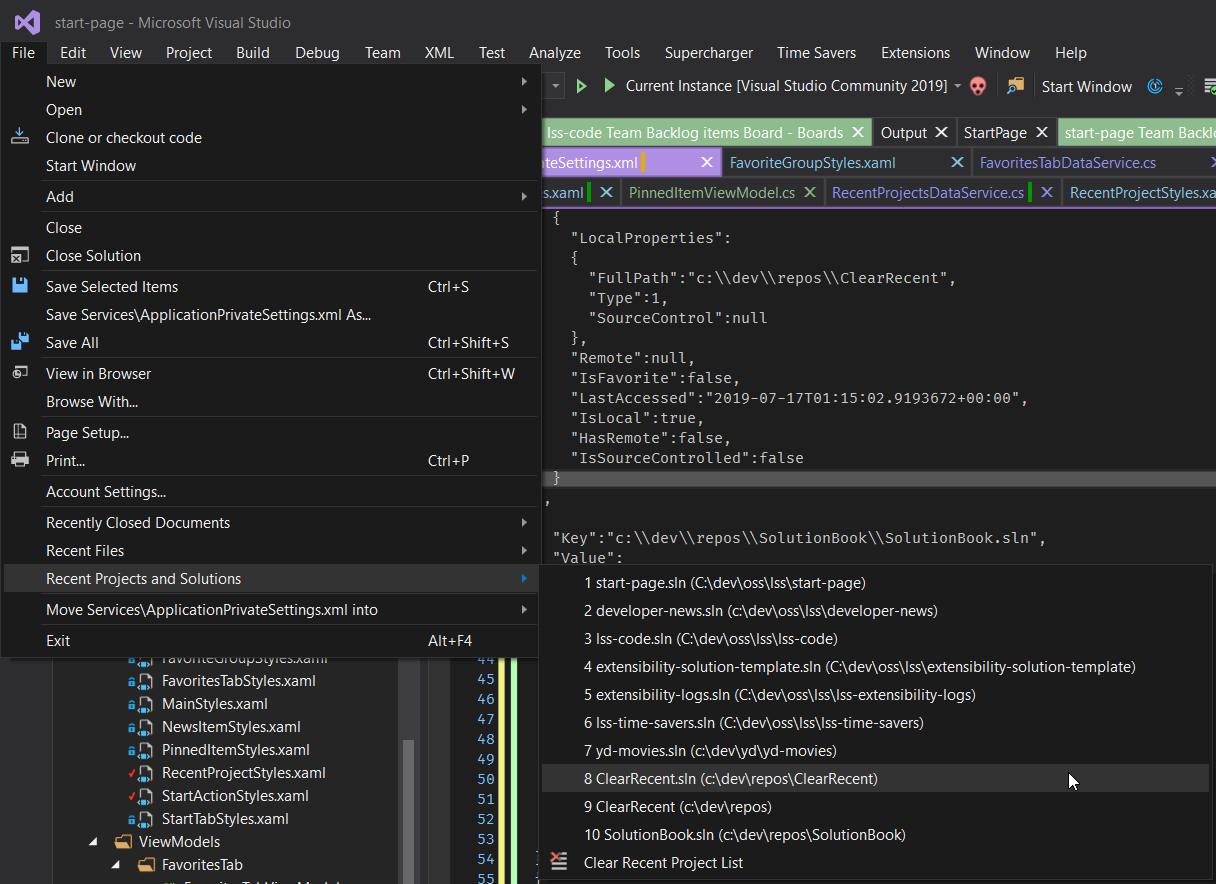 start-page - Microsoft Visual Studio
File Edit View Project Build Debug Team XML Test Analyze Tools Supercharger Time Savers Extensions Window Help
Current Instance [Visual Studio Community 2019] Start Window
lss-code Team Backlog items Board - Boards Output StartPage start-page Team Backlo
teSettings.xml FavoriteGroupStyles.xaml FavoritesTabDataService.cs
s.xaml PinnedItemViewModel.cs RecentProjectsDataService.cs RecentProjectStyles.xa
New
Open
Clone or checkout code
Start Window
Add
Close
Close Solution
Save Selected Items Ctrl+S
Save Services\ApplicationPrivateSettings.xml As...
Save All Ctrl+Shift+S
View in Browser Ctrl+Shift+W
Browse With...
Page Setup...
Print... Ctrl+P
Account Settings...
Recently Closed Documents
Recent Files
Recent Projects and Solutions
Move Services\ApplicationPrivateSettings.xml into
Exit Alt+F4
{
"LocalProperties":
{
"FullPath":"c:\\dev\\repos\\ClearRecent",
"Type":1,
"SourceControl":null
},
"Remote":null,
"IsFavorite":false,
"LastAccessed":"2019-07-17T01:15:02.9193672+00:00",
"IsLocal":true,
"HasRemote":false,
"IsSourceControlled":false
}
,
"Key":"c:\\dev\\repos\\SolutionBook\\SolutionBook.sln",
"Value":
1 start-page.sln (C:\dev\oss\lss\start-page)
2 developer-news.sln (c:\dev\oss\lss\developer-news)
3 lss-code.sln (C:\dev\oss\lss\lss-code)
4 extensibility-solution-template.sln (C:\dev\oss\lss\extensibility-solution-template)
5 extensibility-logs.sln (C:\dev\oss\lss\lss-extensibility-logs)
6 lss-time-savers.sln (C:\dev\oss\lss\lss-time-savers)
7 yd-movies.sln (c:\dev\yd\yd-movies)
8 ClearRecent.sln (c:\dev\repos\ClearRecent)
9 ClearRecent (c:\dev\repos)
10 SolutionBook.sln (c:\dev\repos\SolutionBook)
Clear Recent Project List
FavoriteGroupStyles.xaml
FavoritesTabStyles.xaml
MainStyles.xaml
NewsItemStyles.xaml
PinnedItemStyles.xaml
RecentProjectStyles.xaml
StartActionStyles.xaml
StartTabStyles.xaml
ViewModels
FavoritesTab
44
45
46
47
48
49
50
51
52
53
54
55